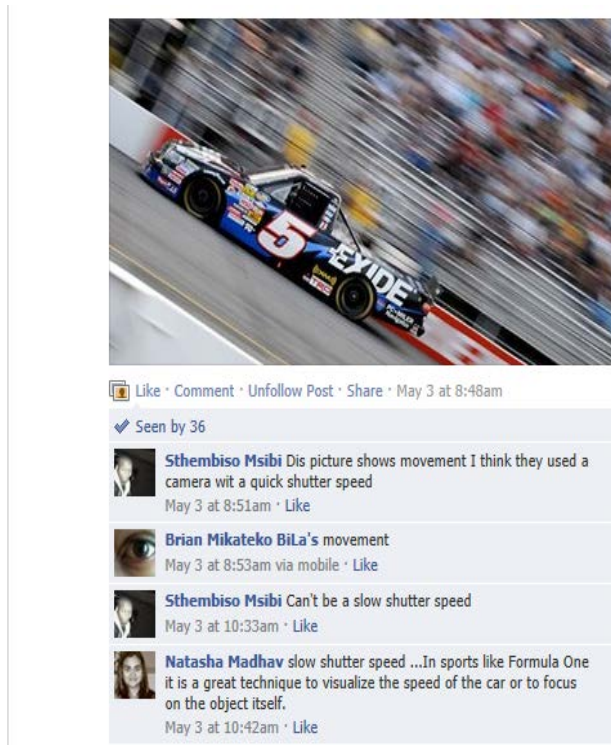 5
EXIDE
Like · Comment · Unfollow Post · Share · May 3 at 8:48am
Seen by 36
Sthembiso Msibi Dis picture shows movement I think they used a
camera wit a quick shutter speed
May 3 at 8:51am · Like
Brian Mikateko BiLa's movement
May 3 at 8:53am via mobile · Like
Sthembiso Msibi Can't be a slow shutter speed
May 3 at 10:33am · Like
Natasha Madhav slow shutter speed ...In sports like Formula One
it is a great technique to visualize the speed of the car or to focus
on the object itself.
May 3 at 10:42am · Like